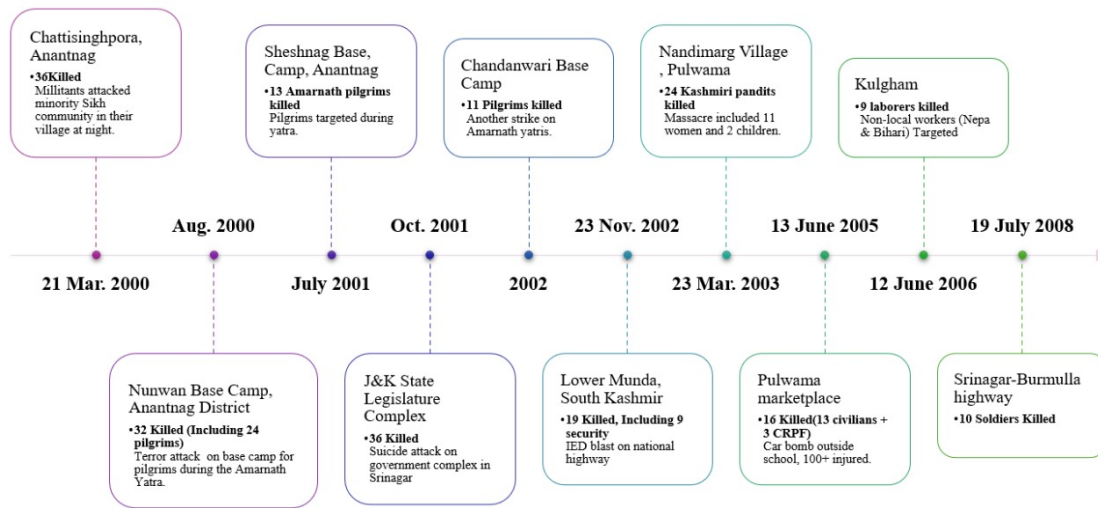 Chattisinghpora,
Anantnag
•36Killed
Millitants attacked
minority Sikh
community in their
village at night.
Sheshnag Base,
Camp, Anantnag
•13 Amarnath pilgrims
killed
Pilgrims targeted during
yatra.
Chandanwari Base
Camp
•11 Pilgrims killed
Another strike on
Amarnath yatris.
Nandimarg Village
, Pulwama
•24 Kashmiri pandits
killed
Massacre included 11
women and 2 children.
Kulgham
•9 laborers killed
Non-local workers (Nepa
& Bihari) Targeted
Aug. 2000
Oct. 2001
23 Nov. 2002
13 June 2005
19 July 2008
21 Mar. 2000
July 2001
2002
23 Mar. 2003
12 June 2006
Nunwan Base Camp,
Anantnag District
•32 Killed (Including 24
pilgrims)
Terror attack on base camp for
pilgrims during the Amarnath
Yatra.
J&K State
Legislature
Complex
•36 Killed
Suicide attack on
government complex in
Srinagar
Lower Munda,
South Kashmir
•19 Killed, Including 9
security
IED blast on national
highway
Pulwama
marketplace
•16 Killed(13 civilians +
3 CRPF)
Car bomb outside
school, 100+ injured.
Srinagar-Burmulla
highway
•10 Soldiers Killed